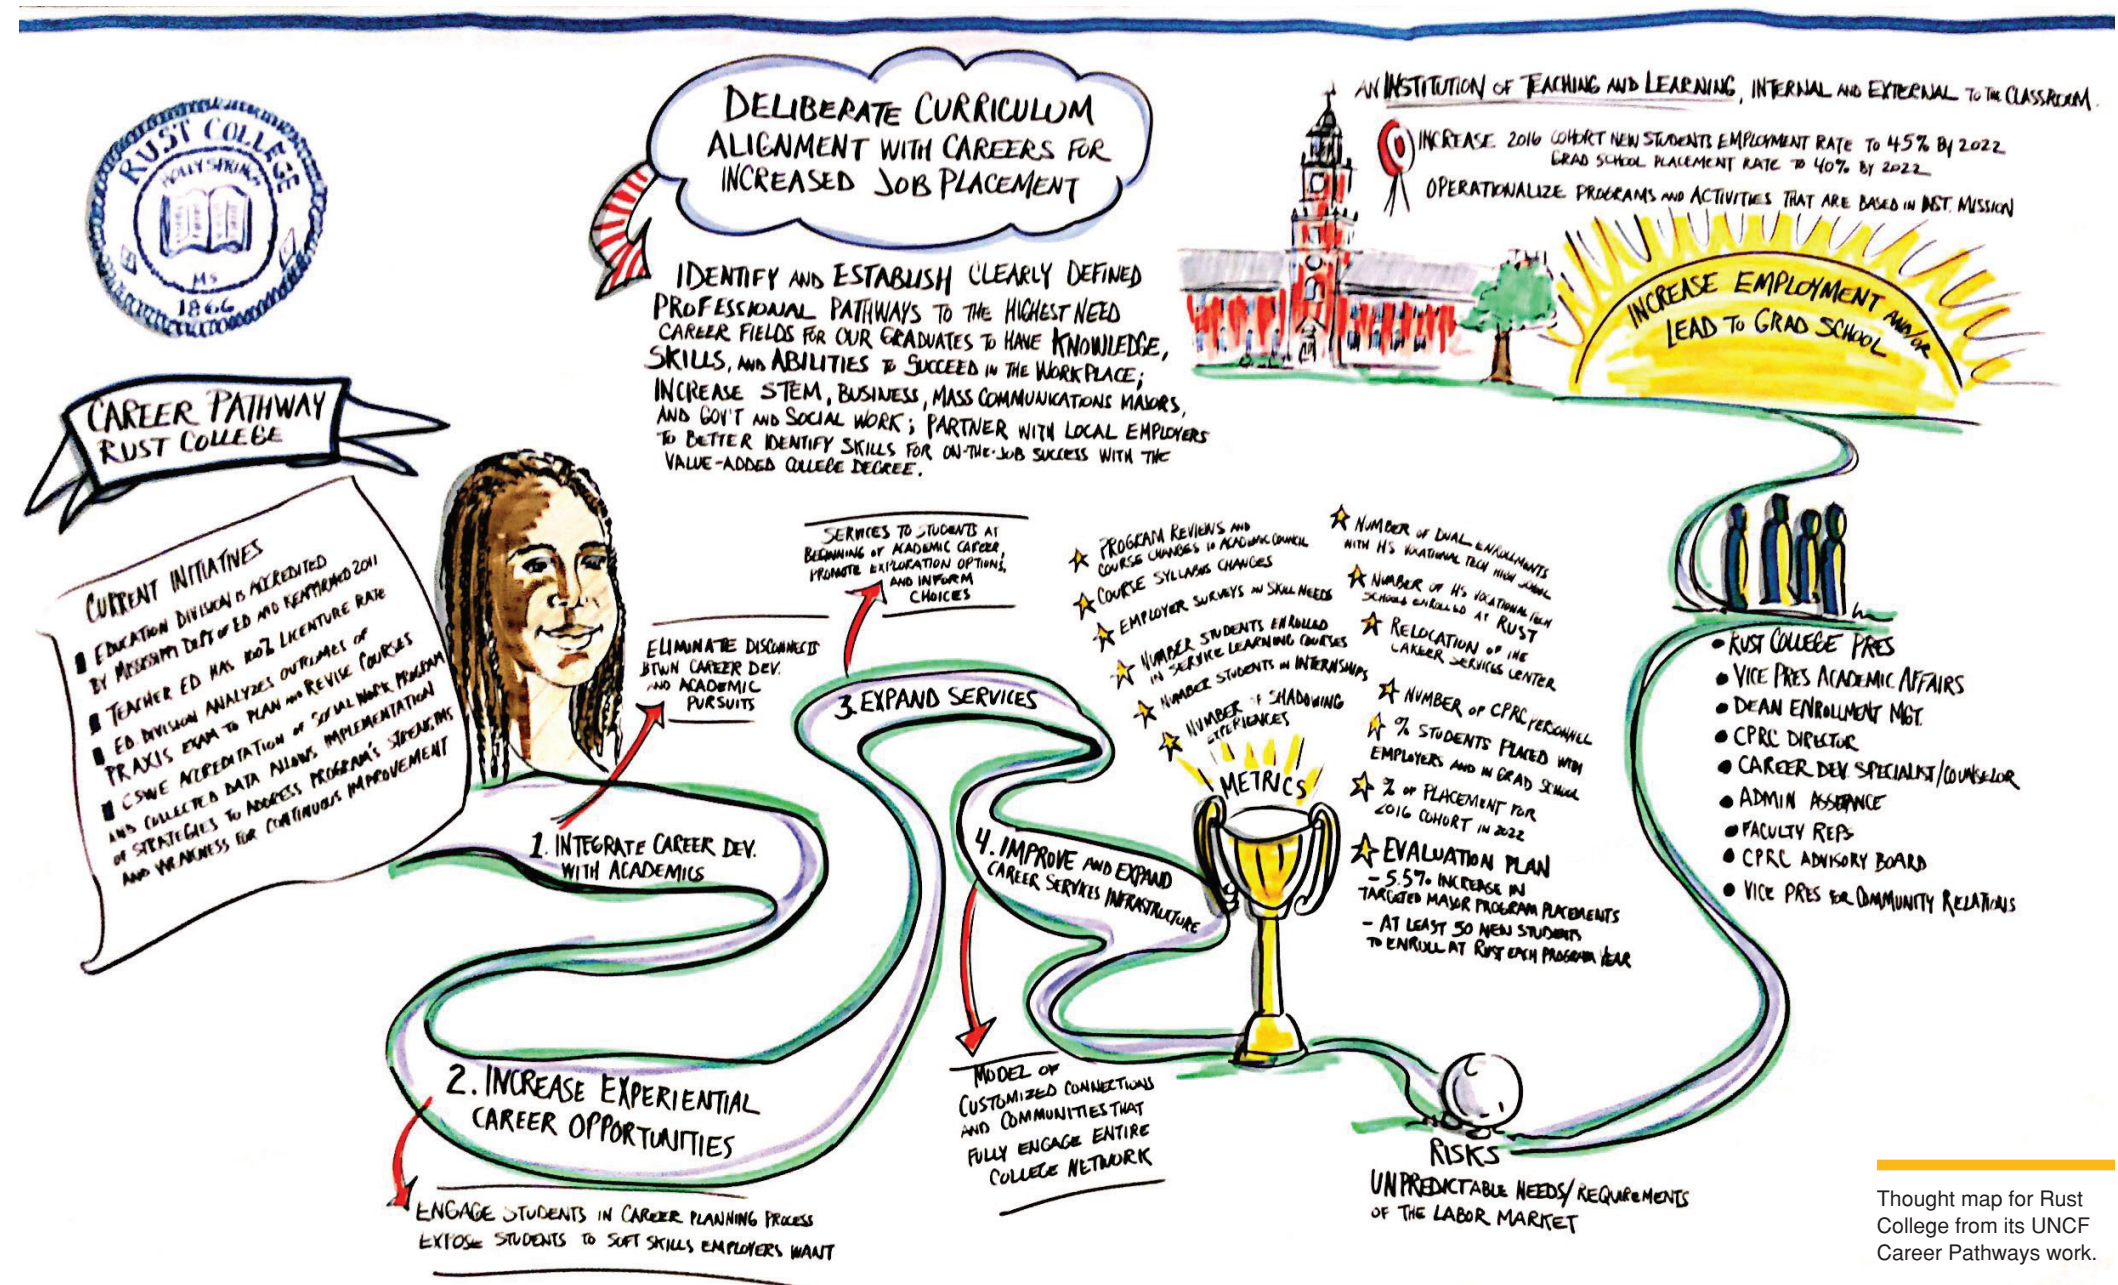 RUST COLLEGE
HOLLY SPRINGS
MS
1866
CAREER PATHWAY
RUST COLLEGE
CURRENT INITIATIVES
EDUCATION DIVISION IS ACCREDITED
BY MISSISSIPPI DEPT OF ED AND REAFFIRMED 2011
TEACHER ED HAS 100% LICENTURE RATE
ED. DIVISION ANALYZES OUTCOMES OF
PRAXIS EXAM TO PLAN AND REVISE COURSES
CSWE ACCREDITATION OF SOCIAL WORK PROGRAM
AND COLLECTED DATA ALLOWS IMPLEMENTATION
OF STRATEGIES TO ADDRESS PROGRAM'S STRENGTHS
AND WEAKNESS FOR CONTINUOUS IMPROVEMENT
DELIBERATE CURRICULUM
ALIGNMENT WITH CAREERS FOR
INCREASED JOB PLACEMENT
IDENTIFY AND ESTABLISH CLEARLY DEFINED
PROFESSIONAL PATHWAYS TO THE HIGHEST NEED
CAREER FIELDS FOR OUR GRADUATES TO HAVE KNOWLEDGE,
SKILLS, AND ABILITIES TO SUCCEED IN THE WORKPLACE;
INCREASE STEM, BUSINESS, MASS COMMUNICATIONS MAJORS,
AND GOV'T AND SOCIAL WORK; PARTNER WITH LOCAL EMPLOYERS
TO BETTER IDENTIFY SKILLS FOR ON-THE-JOB SUCCESS WITH THE
VALUE-ADDED COLLEGE DEGREE.
AN INSTITUTION OF TEACHING AND LEARNING, INTERNAL AND EXTERNAL TO THE CLASSROOM.
INCREASE 2016 COHORT NEW STUDENTS EMPLOYMENT RATE TO 45% BY 2022
GRAD SCHOOL PLACEMENT RATE TO 40% BY 2022
OPERATIONALIZE PROGRAMS AND ACTIVITIES THAT ARE BASED IN INST. MISSION
INCREASE EMPLOYMENT AND/OR
LEAD TO GRAD SCHOOL
1. INTEGRATE CAREER DEV.
WITH ACADEMICS
ELIMINATE DISCONNECTS
BTWN CAREER DEV.
AND ACADEMIC
PURSUITS
2. INCREASE EXPERIENTIAL
CAREER OPPORTUNITIES
ENGAGE STUDENTS IN CAREER PLANNING PROCESS
EXPOSE STUDENTS TO SOFT SKILLS EMPLOYERS WANT
3. EXPAND SERVICES
SERVICES TO STUDENTS AT
BEGINNING OF ACADEMIC CAREER,
PROMOTE EXPLORATION OPTIONS,
AND INFORM
CHOICES
4. IMPROVE AND EXPAND
CAREER SERVICES INFRASTRUCTURE
MODEL OF
CUSTOMIZED CONNECTIONS
AND COMMUNITIES THAT
FULLY ENGAGE ENTIRE
COLLEGE NETWORK
METRICS
PROGRAM REVIEWS AND
COURSE CHANGES TO ACADEMIC COUNCIL
COURSE SYLLABUS CHANGES
EMPLOYER SURVEYS ON SKILL NEEDS
NUMBER STUDENTS ENROLLED
IN SERVICE LEARNING COURSES
NUMBER STUDENTS IN INTERNSHIPS
NUMBER OF SHADOWING
EXPERIENCES
NUMBER OF DUAL ENROLLMENTS
WITH HS VOCATIONAL TECH HIGH SCHOOL
NUMBER OF HS VOCATIONAL TECH
SCHOOLS ENROLLED AT RUST
RELOCATION OF THE
CAREER SERVICES CENTER
NUMBER OF CPRC PERSONNEL
% STUDENTS PLACED WITH
EMPLOYERS AND IN GRAD SCHOOL
% OF PLACEMENT FOR
2016 COHORT IN 2022
EVALUATION PLAN
- 5.5% INCREASE IN
TARGETED MAJOR PROGRAM PLACEMENTS
- AT LEAST 50 NEW STUDENTS
TO ENROLL AT RUST EACH PROGRAM YEAR
RISKS
UNPREDICTABLE NEEDS/REQUIREMENTS
OF THE LABOR MARKET
• RUST COLLEGE PRES
• VICE PRES ACADEMIC AFFAIRS
• DEAN ENROLLMENT MGT.
• CPRC DIRECTOR
• CAREER DEV. SPECIALIST/COUNSELOR
• ADMIN ASSISTANCE
• FACULTY REPS
• CPRC ADVISORY BOARD
• VICE PRES FOR COMMUNITY RELATIONS
Thought map for Rust
College from its UNCF
Career Pathways work.